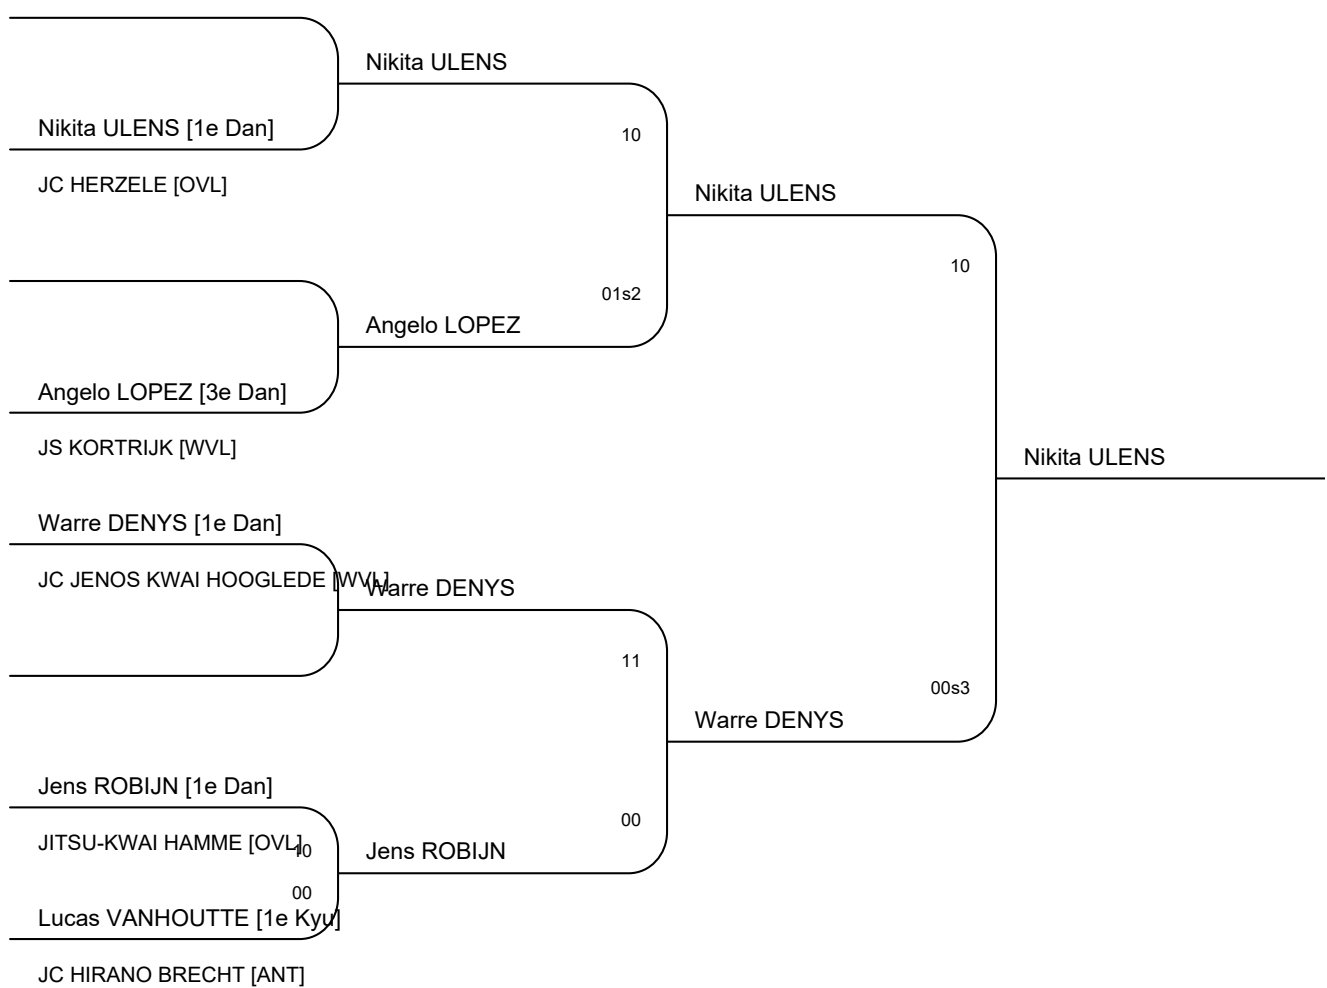 Nikita ULENS
Nikita ULENS [1e Dan]
10
JC HERZELE [OVL]
Nikita ULENS
10
01s2
Angelo LOPEZ
Angelo LOPEZ [3e Dan]
JS KORTRIJK [WVL]
Nikita ULENS
Warre DENYS [1e Dan]
JC JENOS KWAI HOOGLEDE [WVL]
Warre DENYS
11
00s3
Warre DENYS
Jens ROBIJN [1e Dan]
00
JITSU-KWAI HAMME [OVL]
10
Jens ROBIJN
00
Lucas VANHOUTTE [1e Kyu]
JC HIRANO BRECHT [ANT]